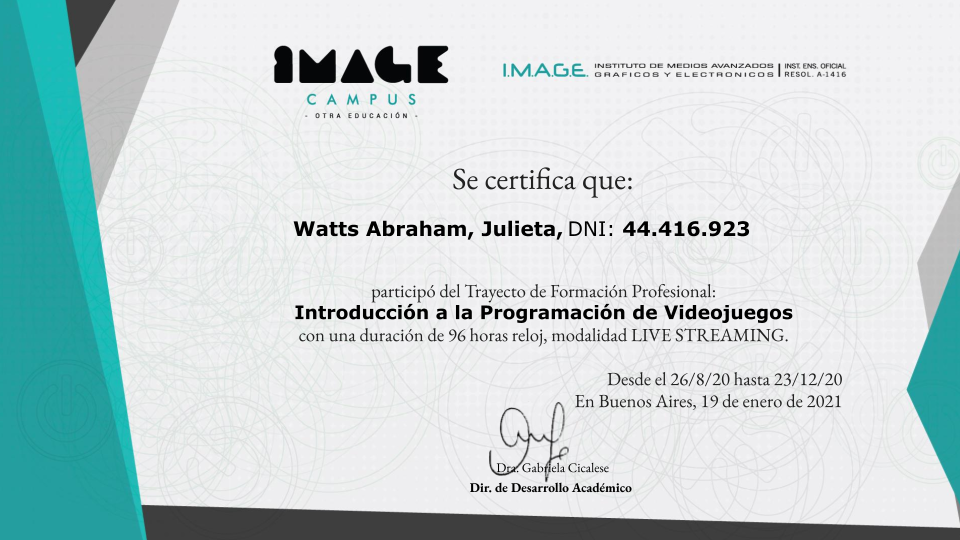 IMAGE
CAMPUS
- OTRA EDUCACIÓN -
I.M.A.G.E. INSTITUTO DE MEDIOS AVANZADOS GRAFICOS Y ELECTRONICOS | INST. ENS. OFICIAL RESOL. A-1416
Se certifica que:
Watts Abraham, Julieta, DNI: 44.416.923
participó del Trayecto de Formación Profesional:
Introducción a la Programación de Videojuegos
con una duración de 96 horas reloj, modalidad LIVE STREAMING.
Desde el 26/8/20 hasta 23/12/20
En Buenos Aires, 19 de enero de 2021
Dra. Gabriela Cicalese
Dir. de Desarrollo Académico